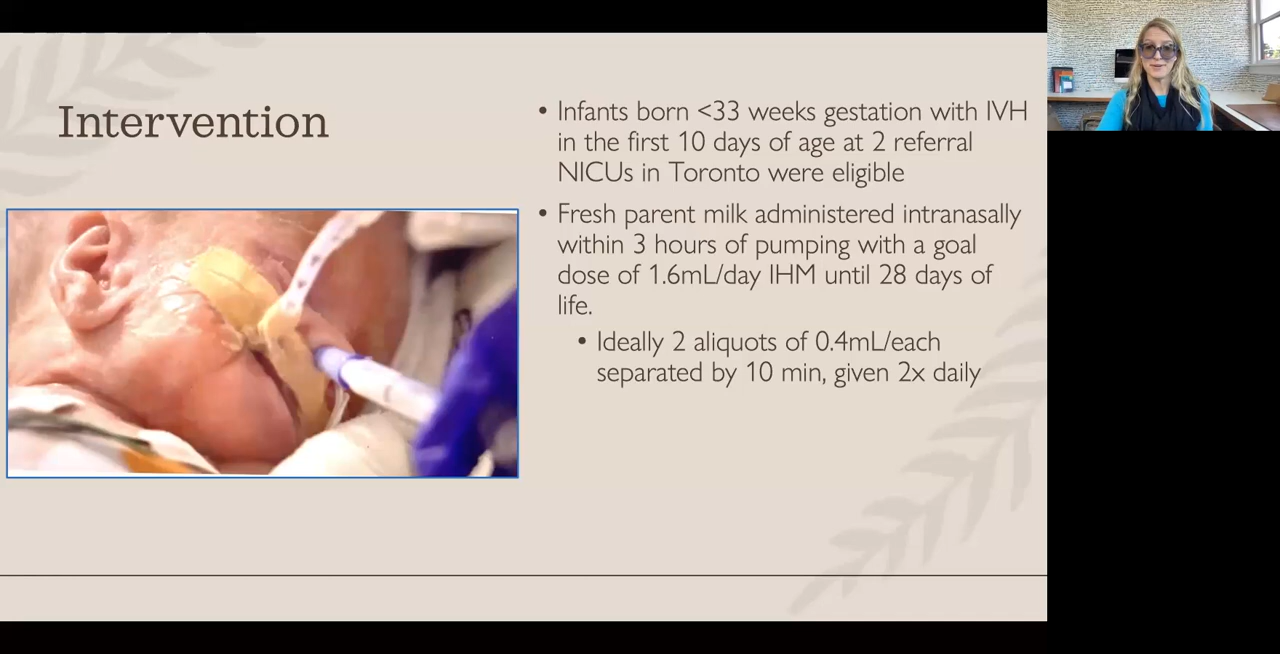 Intervention
• Infants born <33 weeks gestation with IVH
in the first 10 days of age at 2 referral
NICUs in Toronto were eligible
• Fresh parent milk administered intranasally
within 3 hours of pumping with a goal
dose of 1.6mL/day IHM until 28 days of
life.
• Ideally 2 aliquots of 0.4mL/each
separated by 10 min, given 2x daily